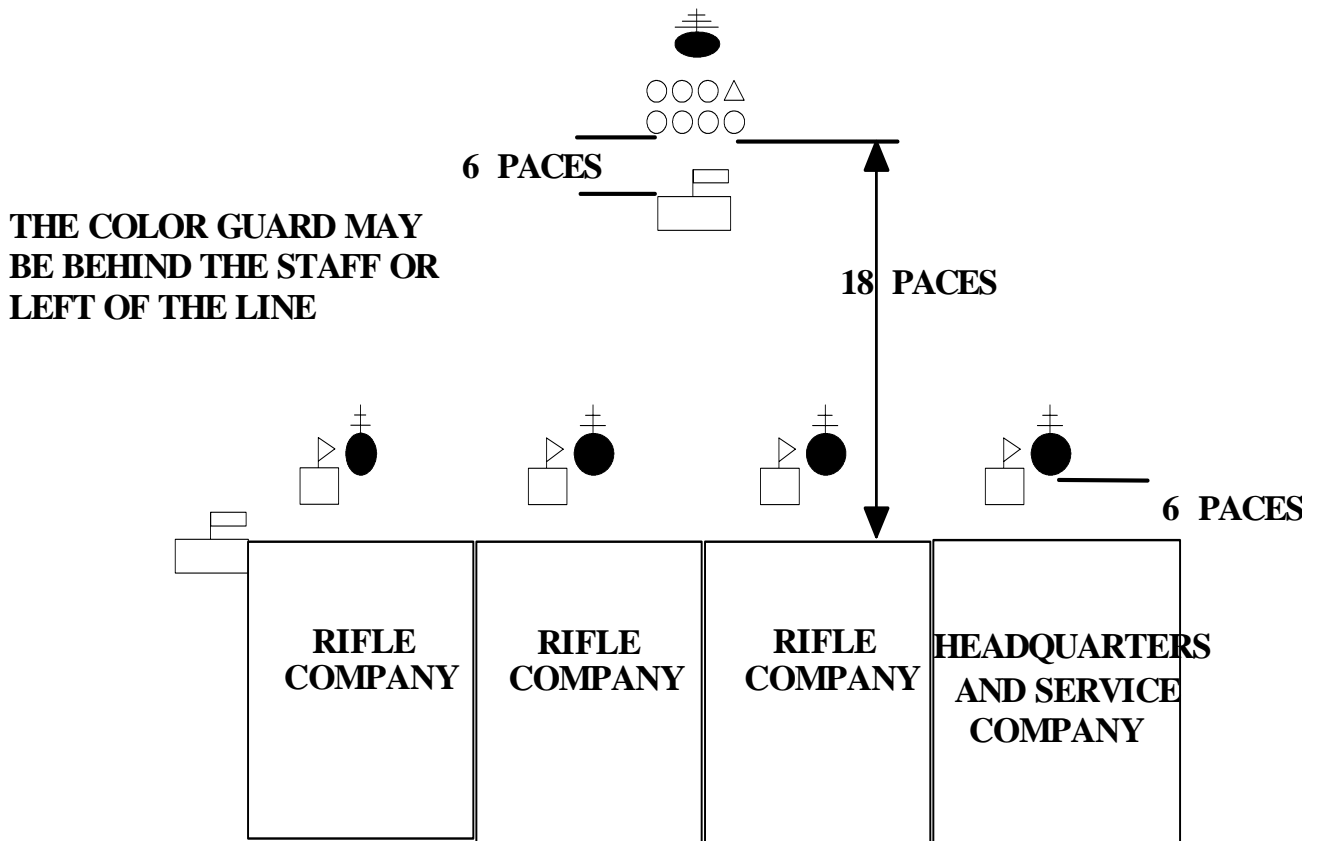 6 PACES
THE COLOR GUARD MAY
BE BEHIND THE STAFF OR
LEFT OF THE LINE
18 PACES
6 PACES
RIFLE
COMPANY
RIFLE
COMPANY
RIFLE
COMPANY
HEADQUARTERS
AND SERVICE
COMPANY